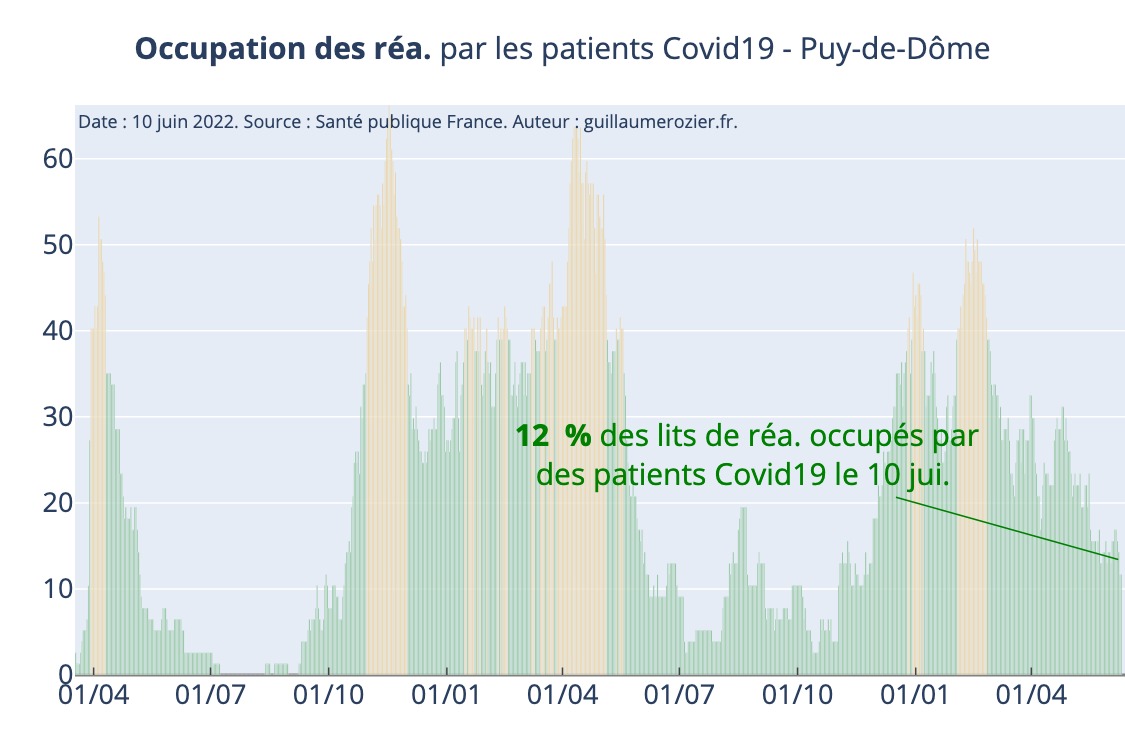 Occupation des réa. par les patients Covid19 - Puy-de-Dôme
Date : 10 juin 2022. Source : Santé publique France. Auteur : guillaumerozier.fr.
60
50
40
30
20
10
0
12 % des lits de réa. occupés par
des patients Covid19 le 10 jui.
01/04 01/07 01/10 01/01 01/04 01/07 01/10 01/01 01/04